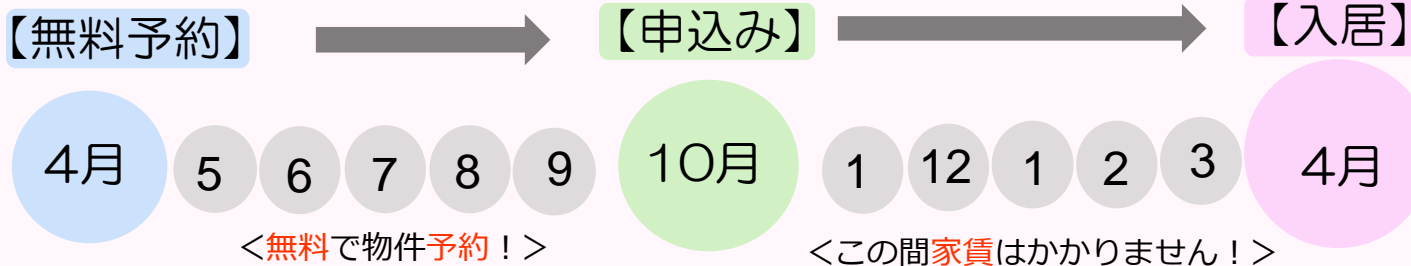 【無料予約】 【申込み】 【入居】
4月 5 6 7 8 9 10月 1 12 1 2 3 4月
<無料で物件予約！> <この間家賃はかかりません！>